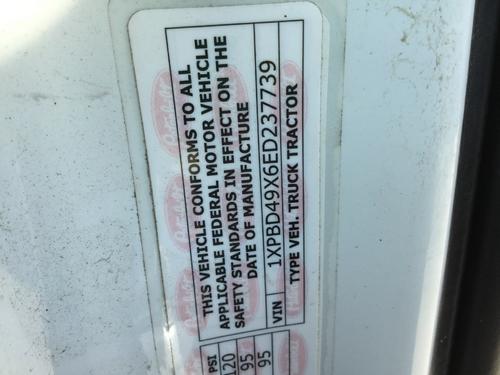 THIS VEHICLE CONFORMS TO ALL
APPLICABLE FEDERAL MOTOR VEHICLE
SAFETY STANDARDS IN EFFECT ON THE
DATE OF MANUFACTURE
VIN 1XPBD49X6ED237739
TYPE VEH. TRUCK TRACTOR
PSI
120
95
95